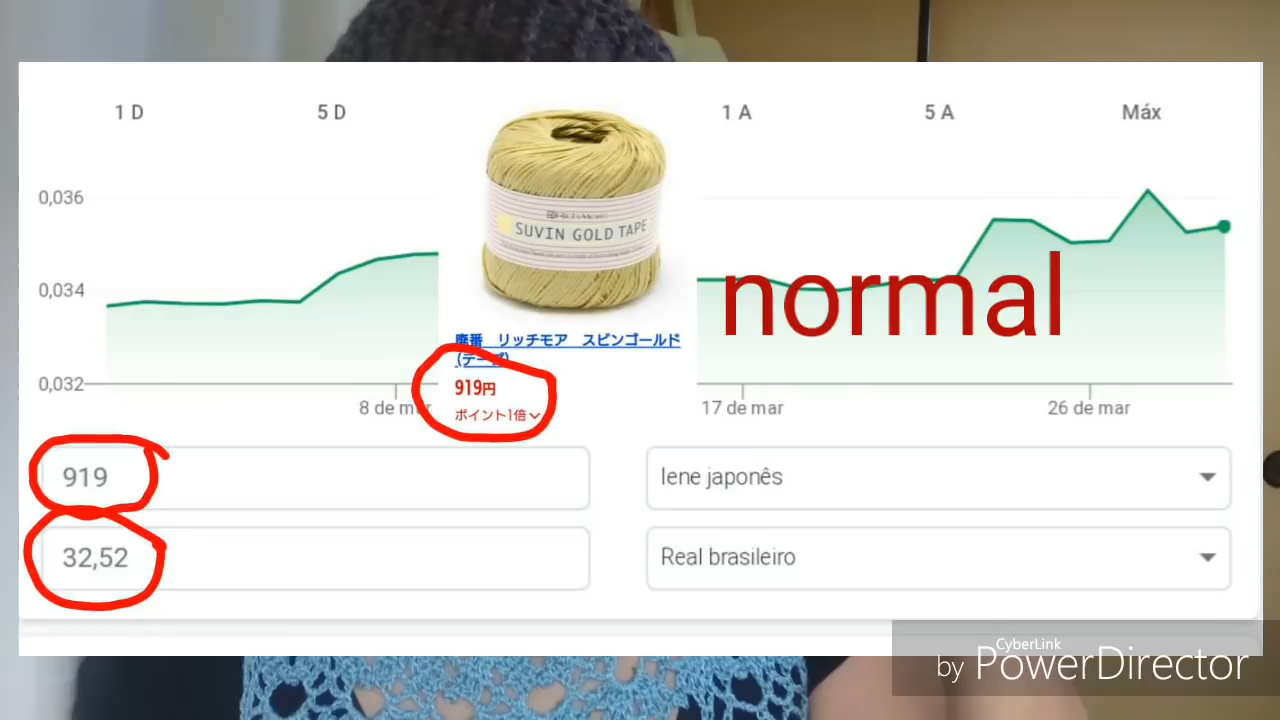 1 D
5 D
1 A
5 A
Máx
0,036
SUVIN GOLD TAPE
0,034
normal
廃番 リッチモア スピンゴールド
(テープ)
0,032
919円
ポイント1倍
8 de mar
17 de mar
26 de mar
919
Iene japonês
32,52
Real brasileiro
CyberLink
by PowerDirector